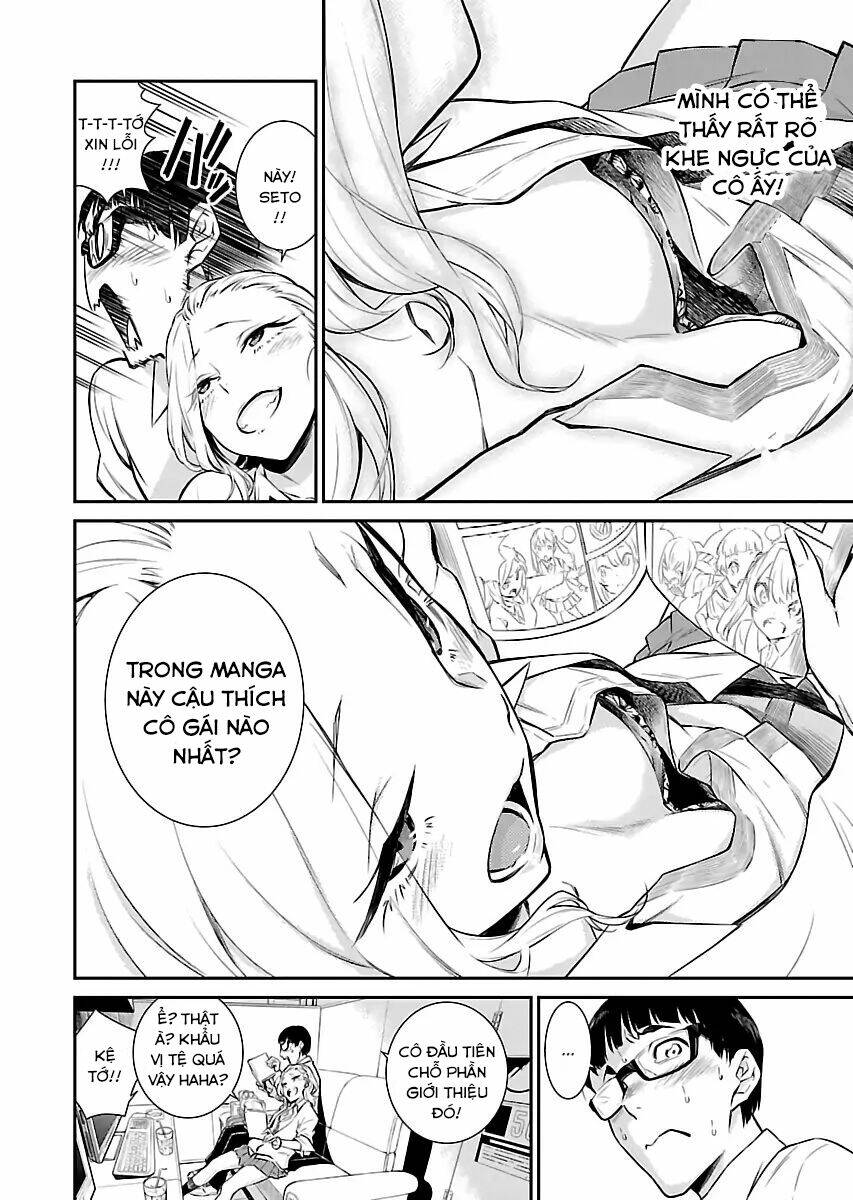 MÌNH CÓ THỂ
THẤY RẤT RÕ
KHE NGỰC CỦA
CÔ ẤY!
NÀY!
SETO
!!
T-T-T-TỚ
XIN LỖI
!!!
TRONG MANGA
NÀY CẬU THÍCH
CÔ GÁI NÀO
NHẤT?
...
CÔ ĐẦU TIÊN
CHỖ PHẦN
GIỚI THIỆU
ĐÓ!
Ể? THẬT
À? KHẨU
VỊ TỆ QUÁ
VẬY HAHA?
KỆ
TỚ!!